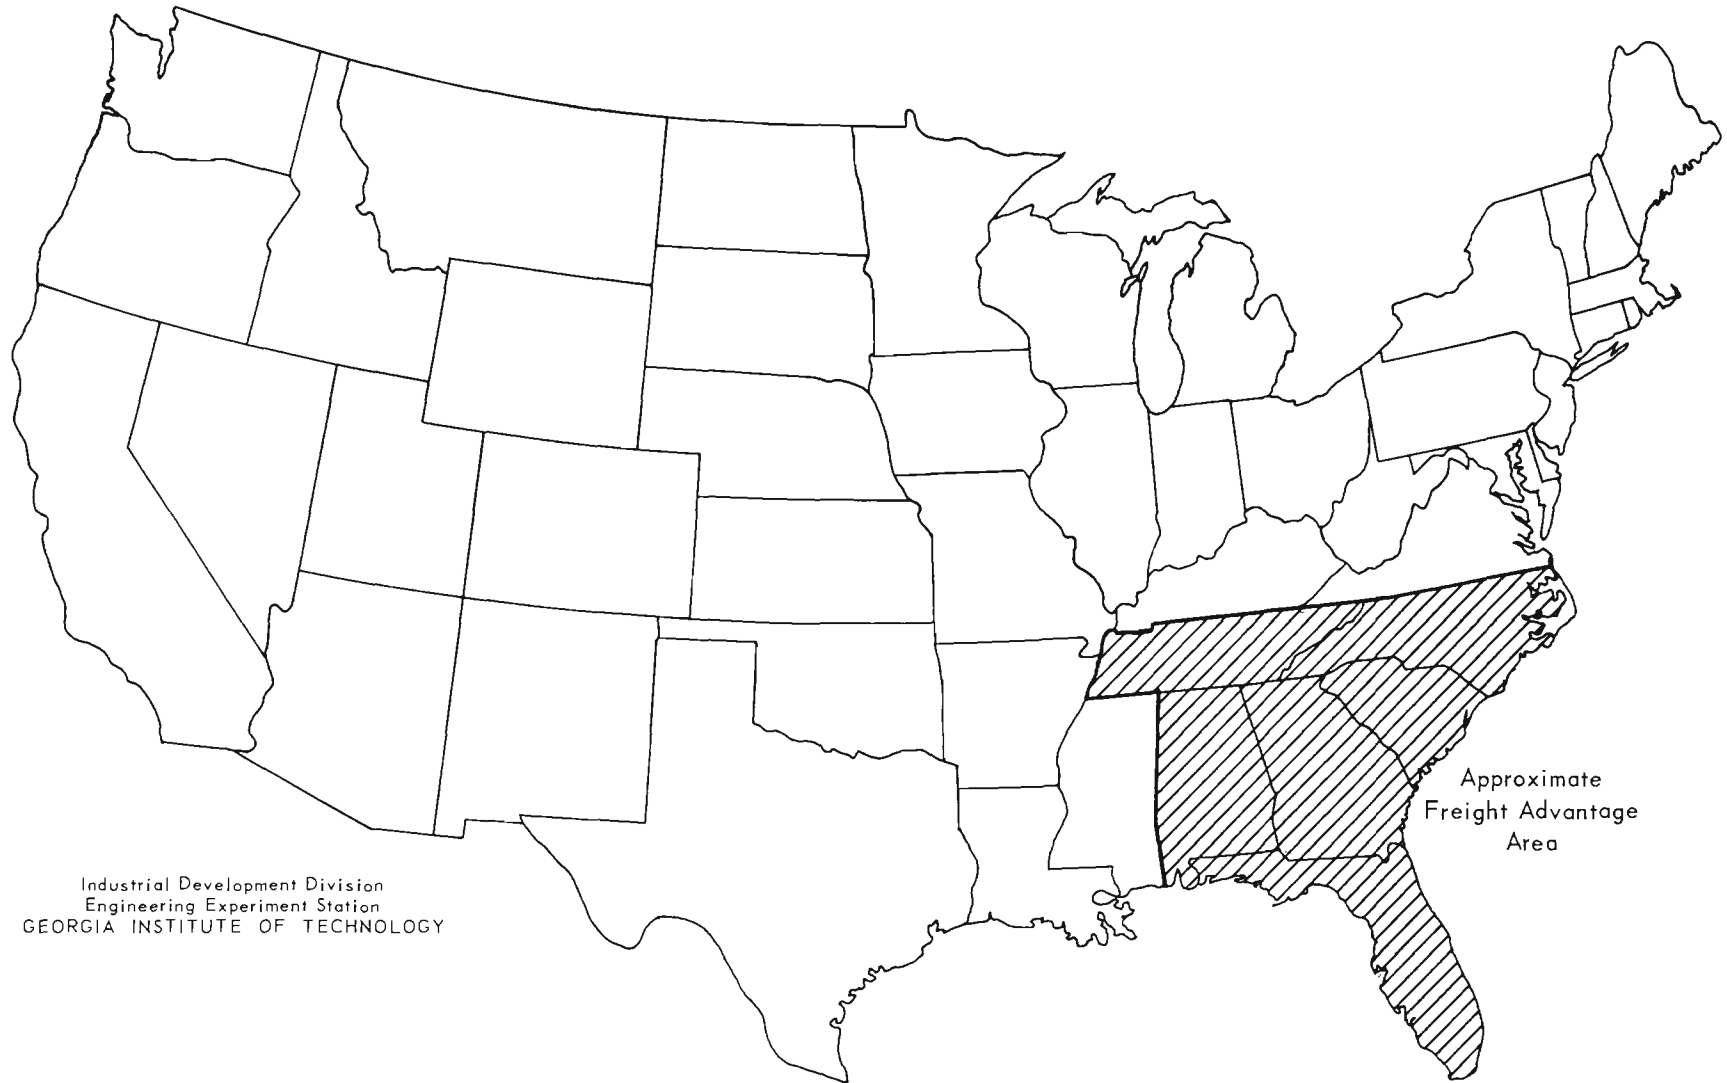 Approximate
Freight Advantage
Area
Industrial Development Division
Engineering Experiment Station
GEORGIA INSTITUTE OF TECHNOLOGY